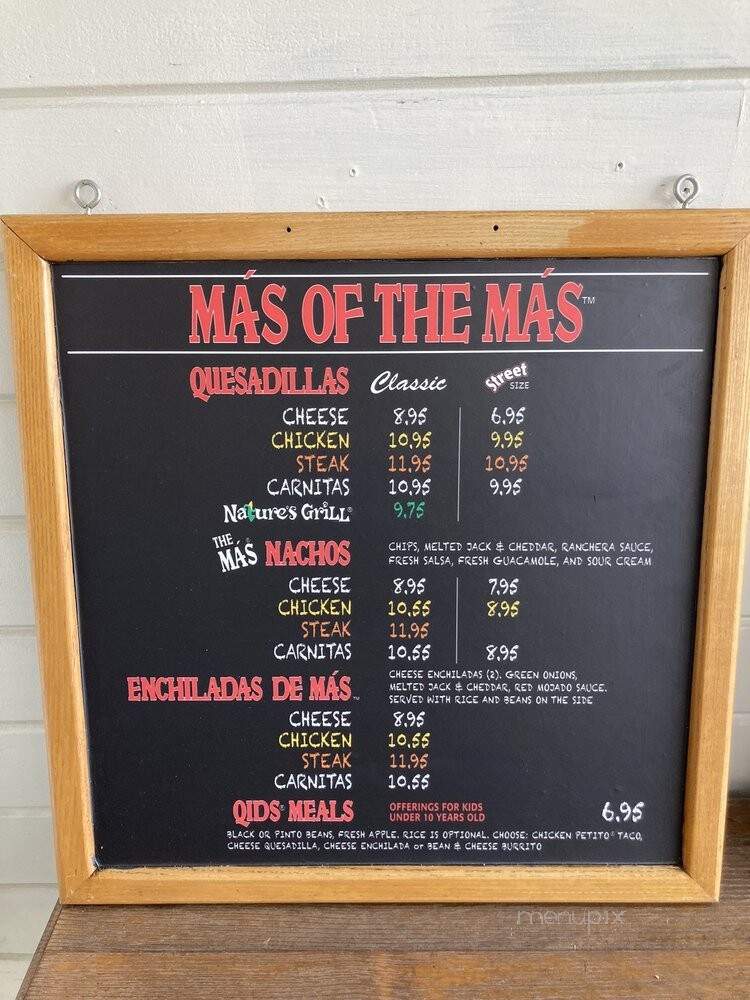 MÁS OF THE MÁS™
QUESADILLAS Classic Street SIZE
CHEESE 8.95 6.95
CHICKEN 10.95 9.95
STEAK 11.95 10.95
CARNITAS 10.95 9.95
Nature's Grill® 9.75
THE MÁS NACHOS
CHIPS, MELTED JACK & CHEDDAR, RANCHERA SAUCE,
FRESH SALSA, FRESH GUACAMOLE, AND SOUR CREAM
CHEESE 8.95 7.95
CHICKEN 10.55 8.95
STEAK 11.95
CARNITAS 10.55 8.95
ENCHILADAS DE MÁS™
CHEESE ENCHILADAS (2). GREEN ONIONS,
MELTED JACK & CHEDDAR, RED MOJADO SAUCE.
SERVED WITH RICE AND BEANS ON THE SIDE
CHEESE 8.95
CHICKEN 10.55
STEAK 11.95
CARNITAS 10.55
QIDS® MEALS
OFFERINGS FOR KIDS
UNDER 10 YEARS OLD
6.95
BLACK OR PINTO BEANS, FRESH APPLE. RICE IS OPTIONAL. CHOOSE: CHICKEN PETITO® TACO,
CHEESE QUESADILLA, CHEESE ENCHILADA or BEAN & CHEESE BURRITO
menupix